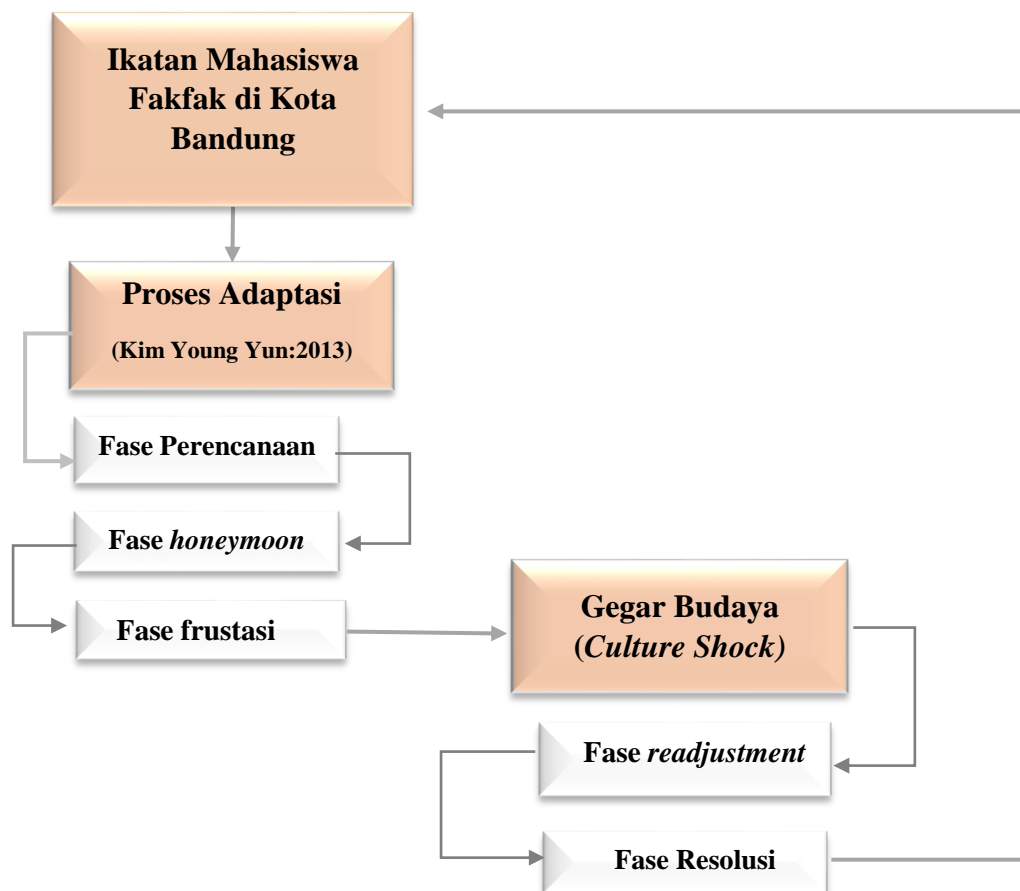 Ikatan Mahasiswa
Fakfak di Kota
Bandung
Proses Adaptasi
(Kim Young Yun:2013)
Fase Perencanaan
Fase honeymoon
Fase frustasi
Gegar Budaya
(Culture Shock)
Fase readjustment
Fase Resolusi